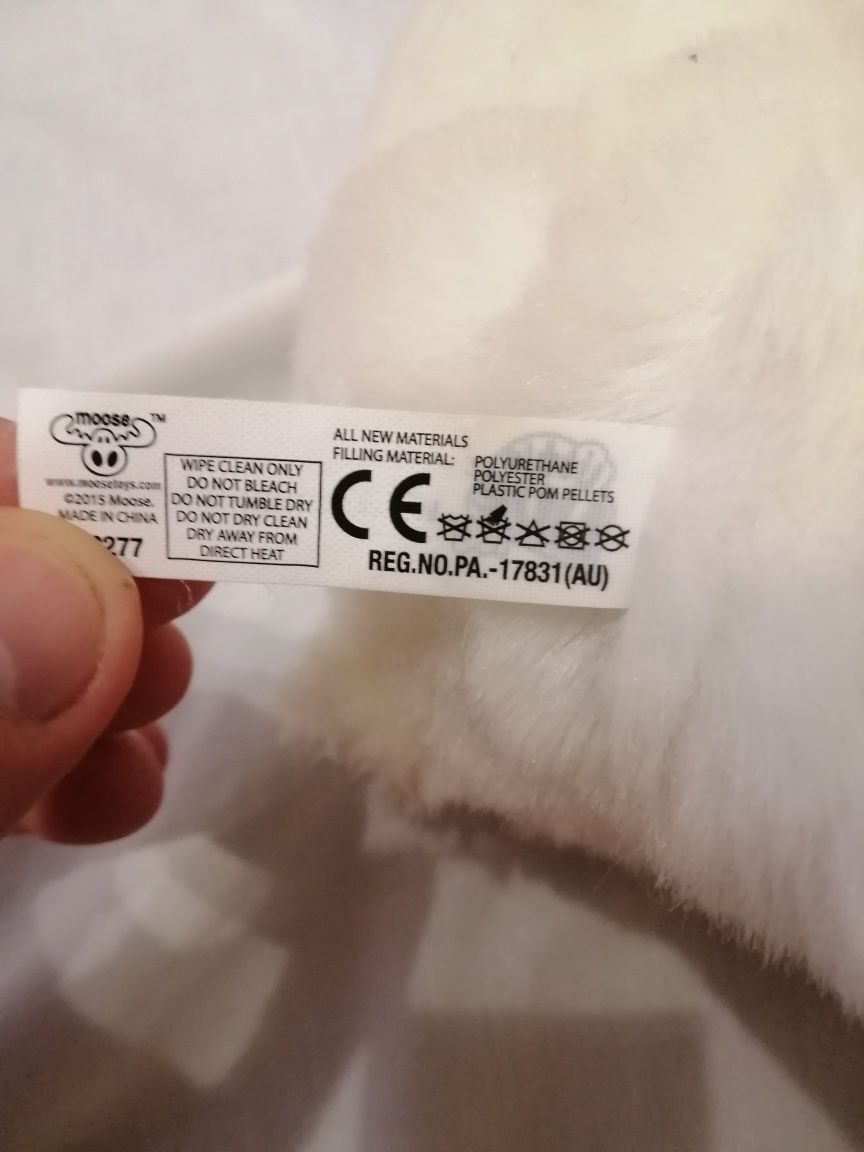 moose TM
www.moosetoys.com
©2015 Moose.
MADE IN CHINA
277
WIPE CLEAN ONLY
DO NOT BLEACH
DO NOT TUMBLE DRY
DO NOT DRY CLEAN
DRY AWAY FROM
DIRECT HEAT
ALL NEW MATERIALS
FILLING MATERIAL: POLYURETHANE
POLYESTER
PLASTIC POM PELLETS
CE
REG.NO.PA.-17831(AU)